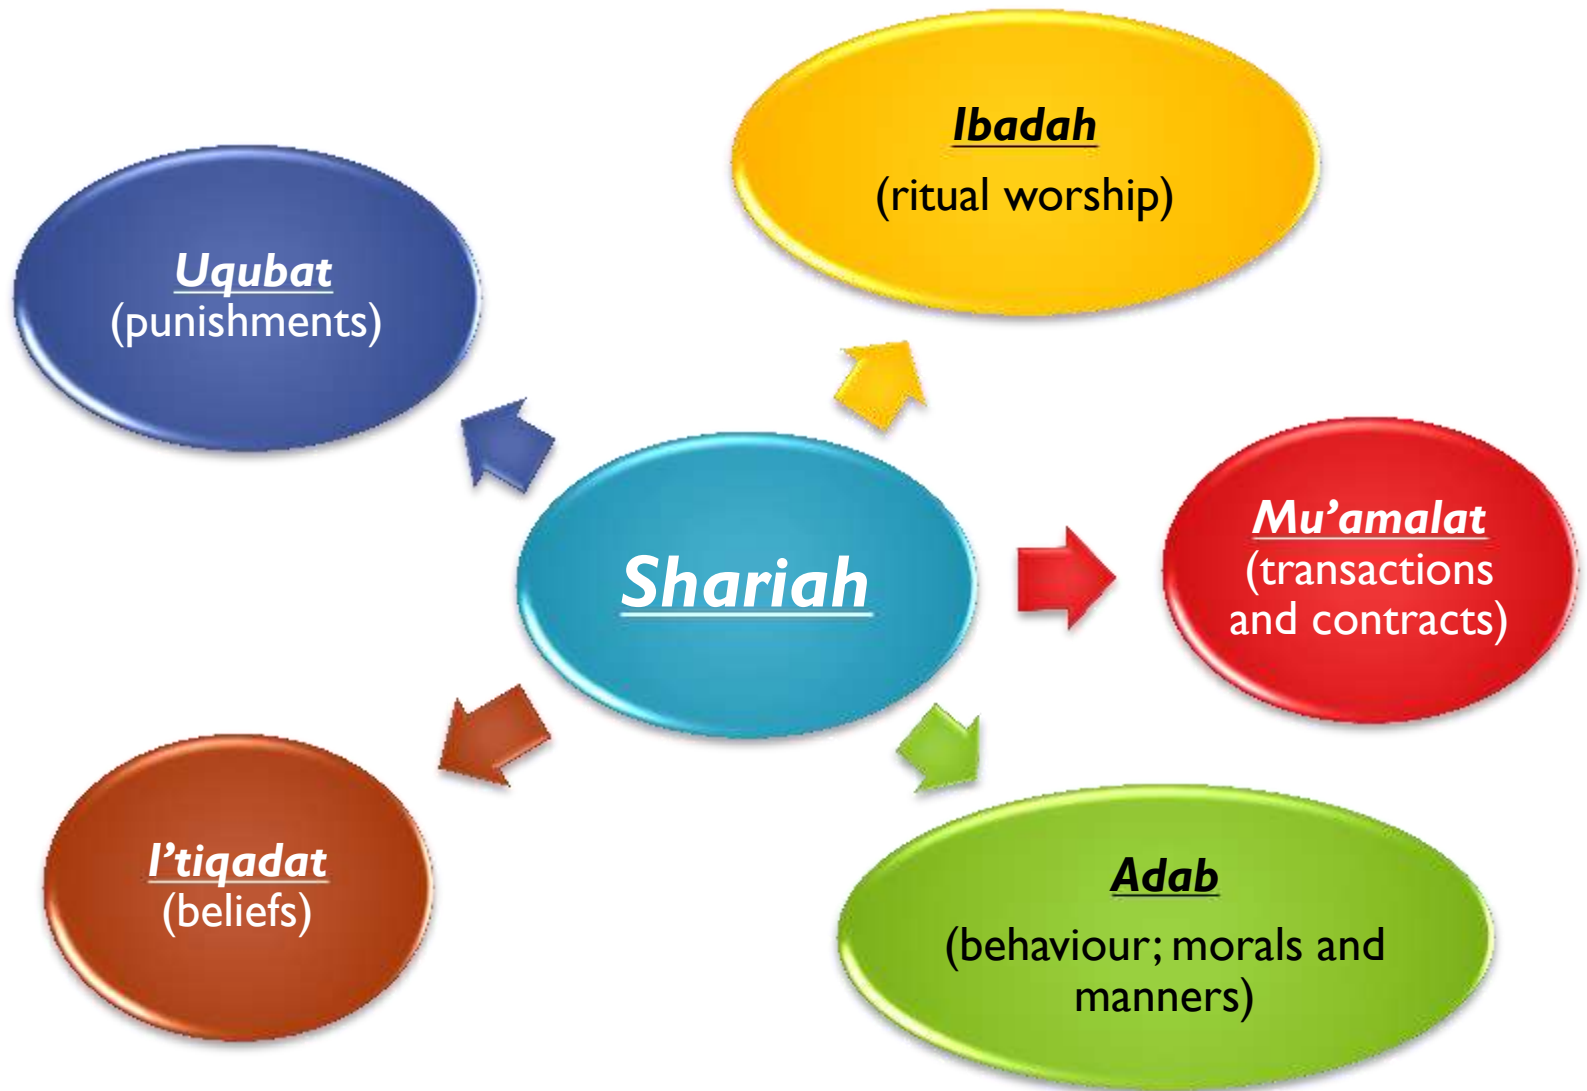 Ibadah
(ritual worship)
Uqubat
(punishments)
Mu’amalat
(transactions
and contracts)
Shariah
I’tiqadat
(beliefs)
Adab
(behaviour; morals and
manners)